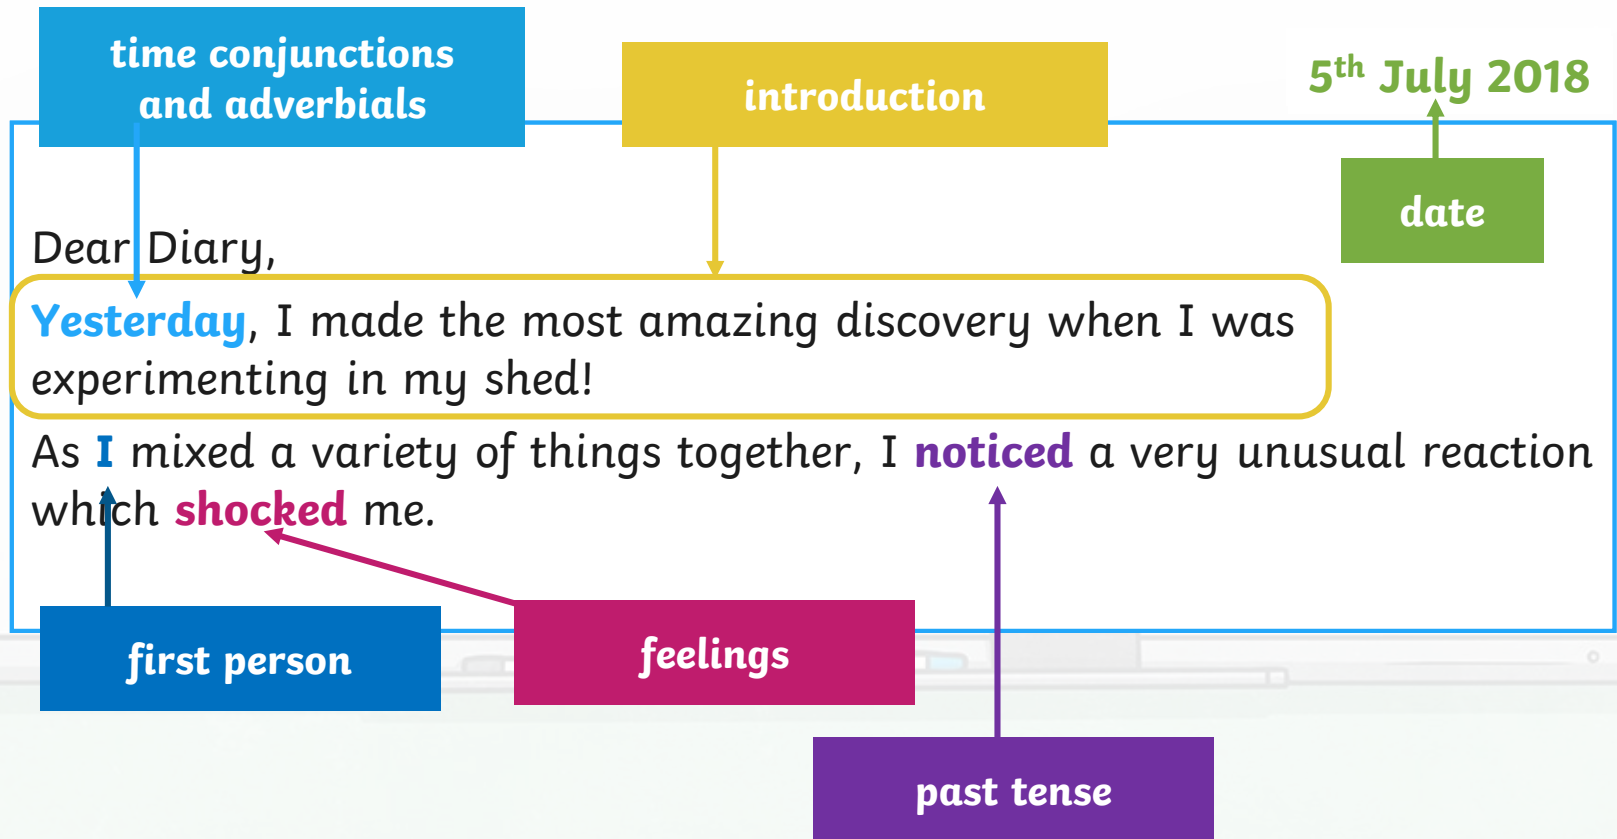 time conjunctions
and adverbials
introduction
5th July 2018
date
Dear Diary,
Yesterday, I made the most amazing discovery when I was
experimenting in my shed!
As I mixed a variety of things together, I noticed a very unusual reaction
which shocked me.
first person
feelings
past tense